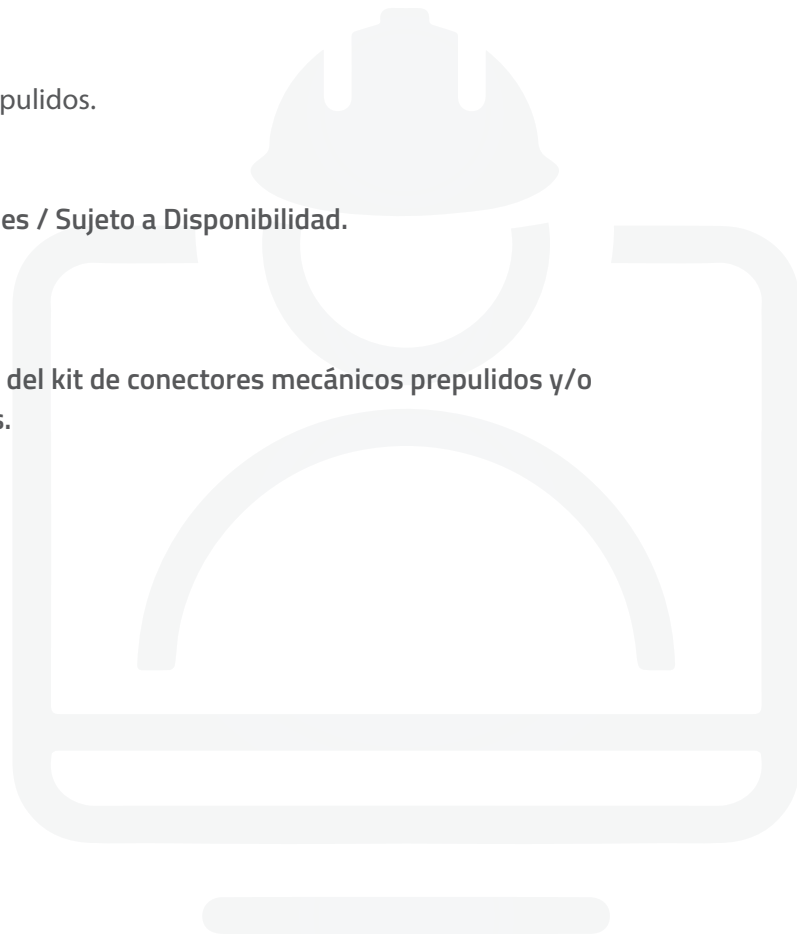 pulidos.
es / Sujeto a Disponibilidad.
del kit de conectores mecánicos prepulidos y/o
s.